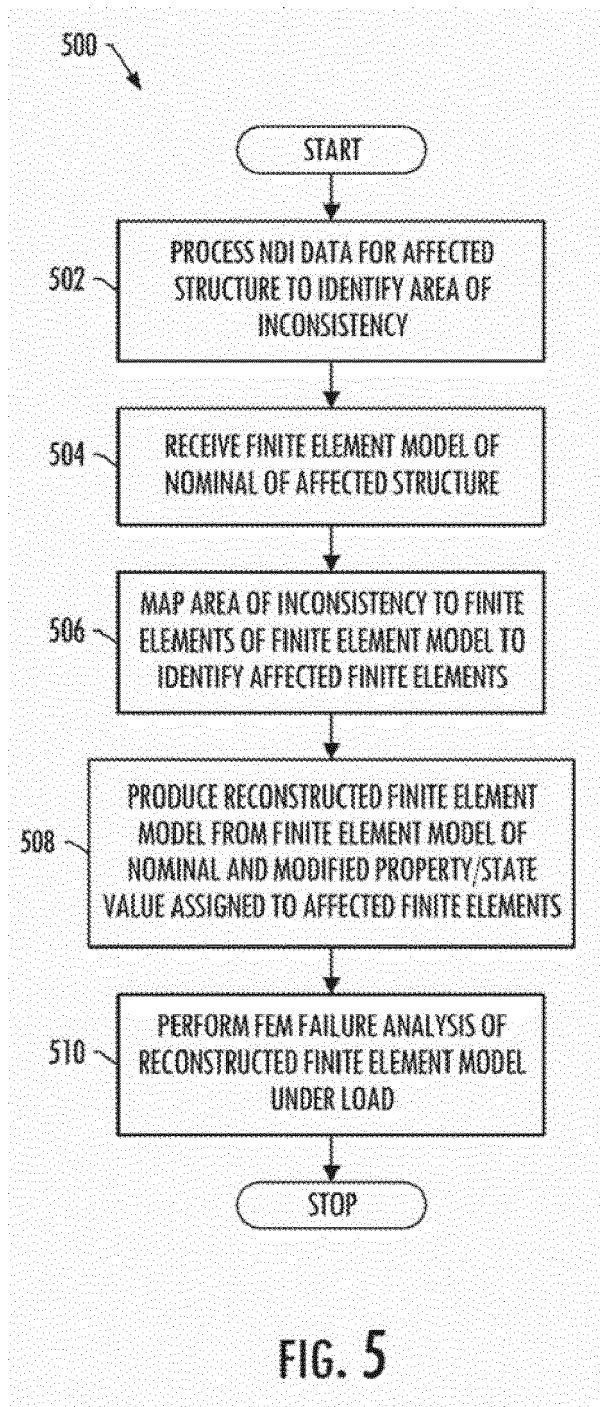 500
START
502
PROCESS NDI DATA FOR AFFECTED
STRUCTURE TO IDENTIFY AREA OF
INCONSISTENCY
504
RECEIVE FINITE ELEMENT MODEL OF
NOMINAL OF AFFECTED STRUCTURE
506
MAP AREA OF INCONSISTENCY TO FINITE
ELEMENTS OF FINITE ELEMENT MODEL TO
IDENTIFY AFFECTED FINITE ELEMENTS
508
PRODUCE RECONSTRUCTED FINITE ELEMENT
MODEL FROM FINITE ELEMENT MODEL OF
NOMINAL AND MODIFIED PROPERTY/STATE
VALUE ASSIGNED TO AFFECTED FINITE ELEMENTS
510
PERFORM FEM FAILURE ANALYSIS OF
RECONSTRUCTED FINITE ELEMENT MODEL
UNDER LOAD
STOP
FIG. 5